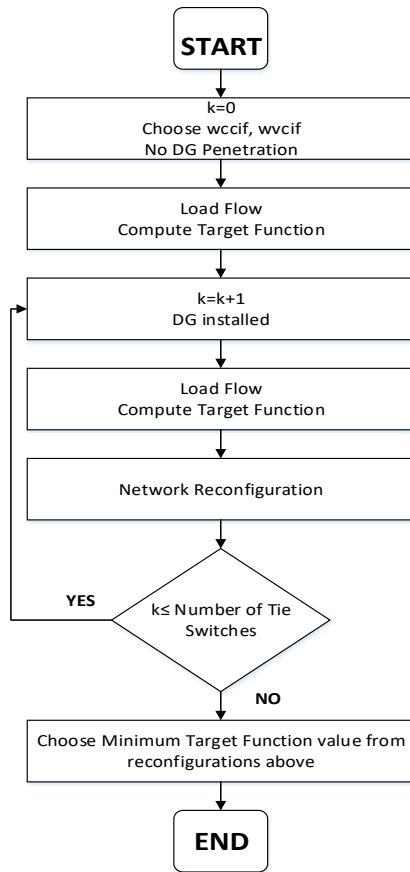 START
k=0
Choose wccif, wvcif
No DG Penetration
Load Flow
Compute Target Function
k=k+1
DG installed
Load Flow
Compute Target Function
Network Reconfiguration
YES
k≤ Number of Tie
Switches
NO
Choose Minimum Target Function value from
reconfigurations above
END